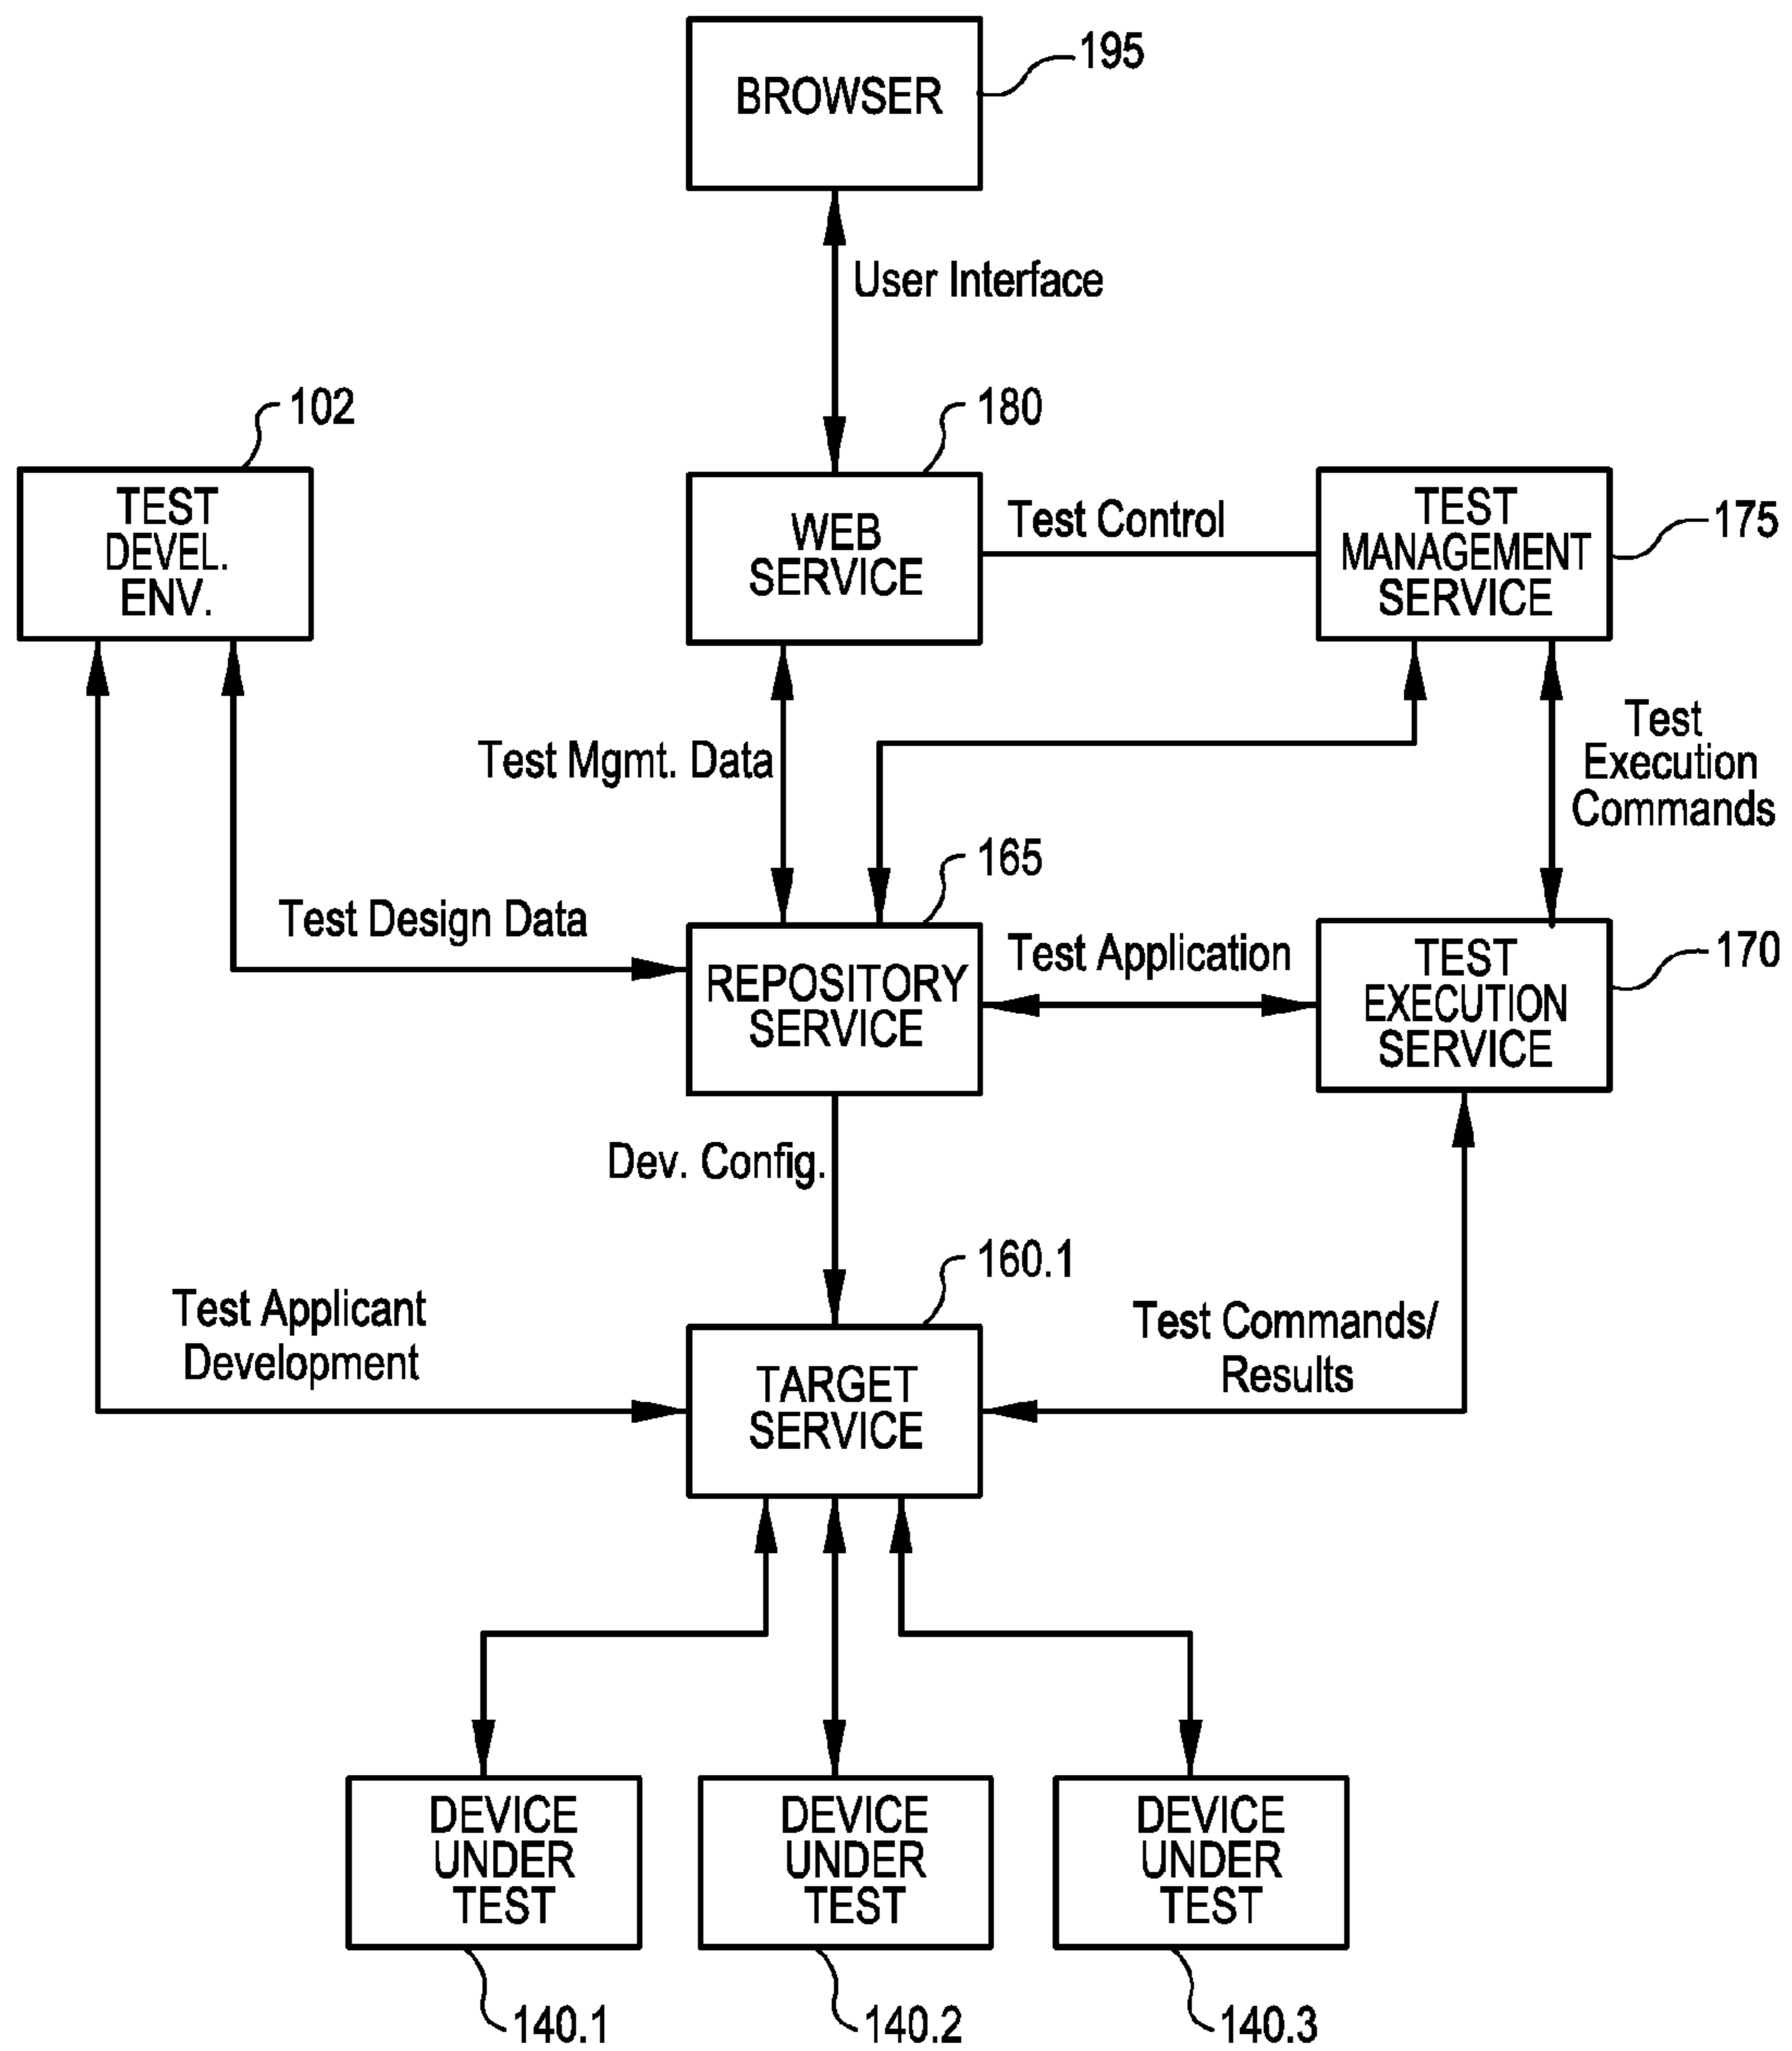 195
BROWSER
User Interface
102
180
TEST
DEVEL.
ENV.
WEB
SERVICE
Test Control
TEST
MANAGEMENT
SERVICE
175
Test Mgmt. Data
Test
Execution
Commands
165
Test Design Data
REPOSITORY
SERVICE
Test Application
TEST
EXECUTION
SERVICE
170
Dev. Config.
160.1
Test Applicant
Development
TARGET
SERVICE
Test Commands/
Results
DEVICE
UNDER
TEST
DEVICE
UNDER
TEST
DEVICE
UNDER
TEST
140.1
140.2
140.3